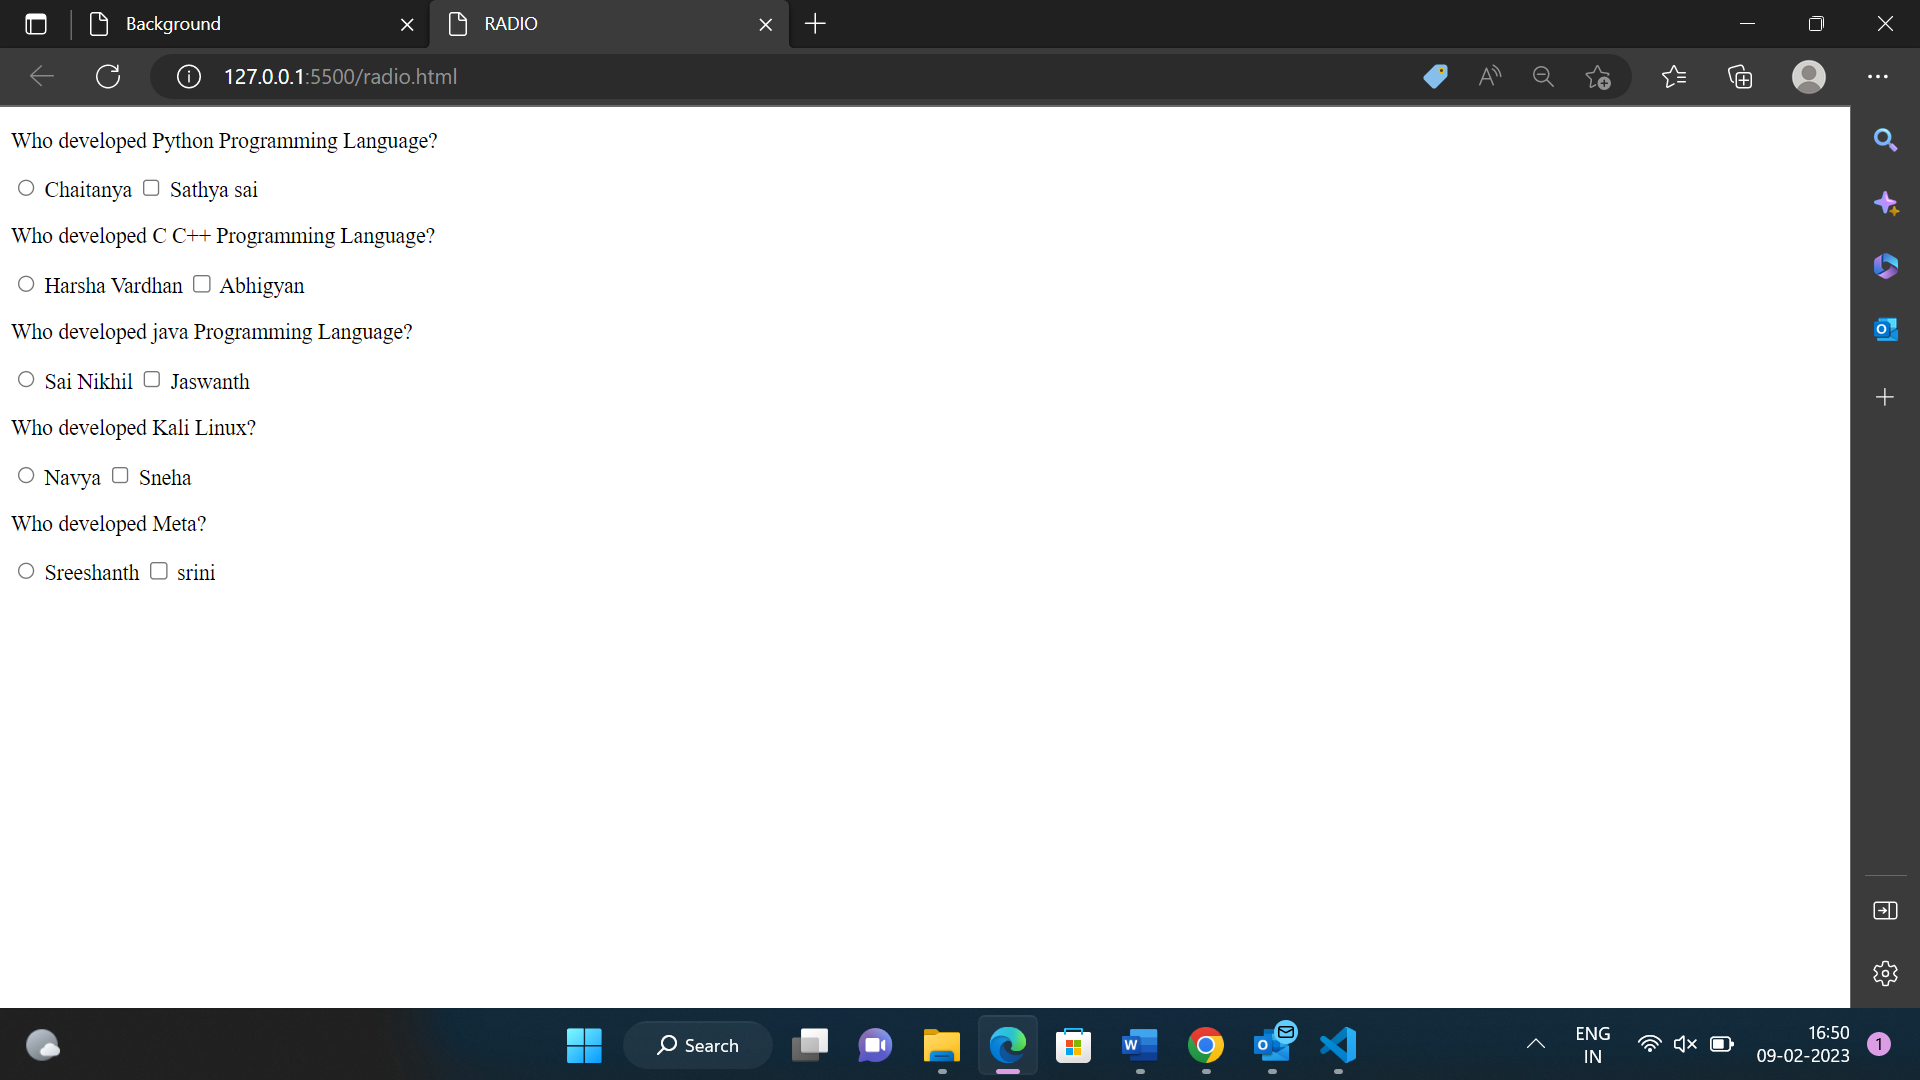 Background
RADIO
127.0.0.1:5500/radio.html
Who developed Python Programming Language?
Chaitanya Sathya sai
Who developed C C++ Programming Language?
Harsha Vardhan Abhigyan
Who developed java Programming Language?
Sai Nikhil Jaswanth
Who developed Kali Linux?
Navya Sneha
Who developed Meta?
Sreeshanth srini
Search
ENG
IN
16:50
09-02-2023
1